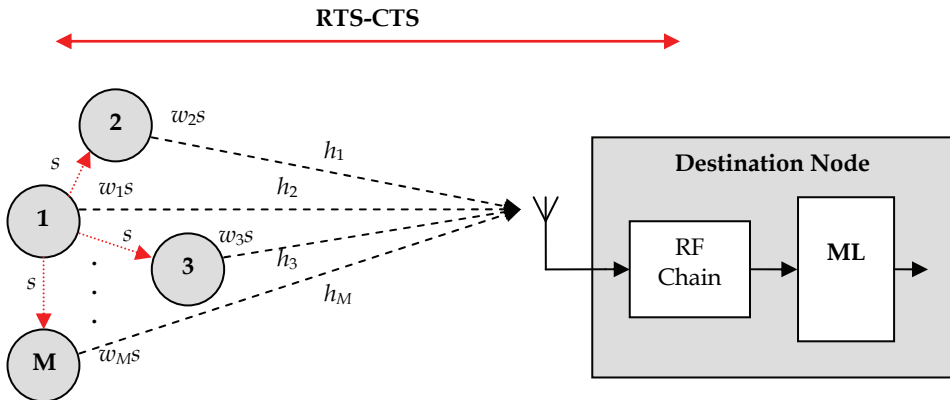 RTS-CTS
2
w2s
h1
s
Destination Node
w1s
h2
1
s
w3s
3
h3
RF
Chain
ML
s
hM
M
wMs